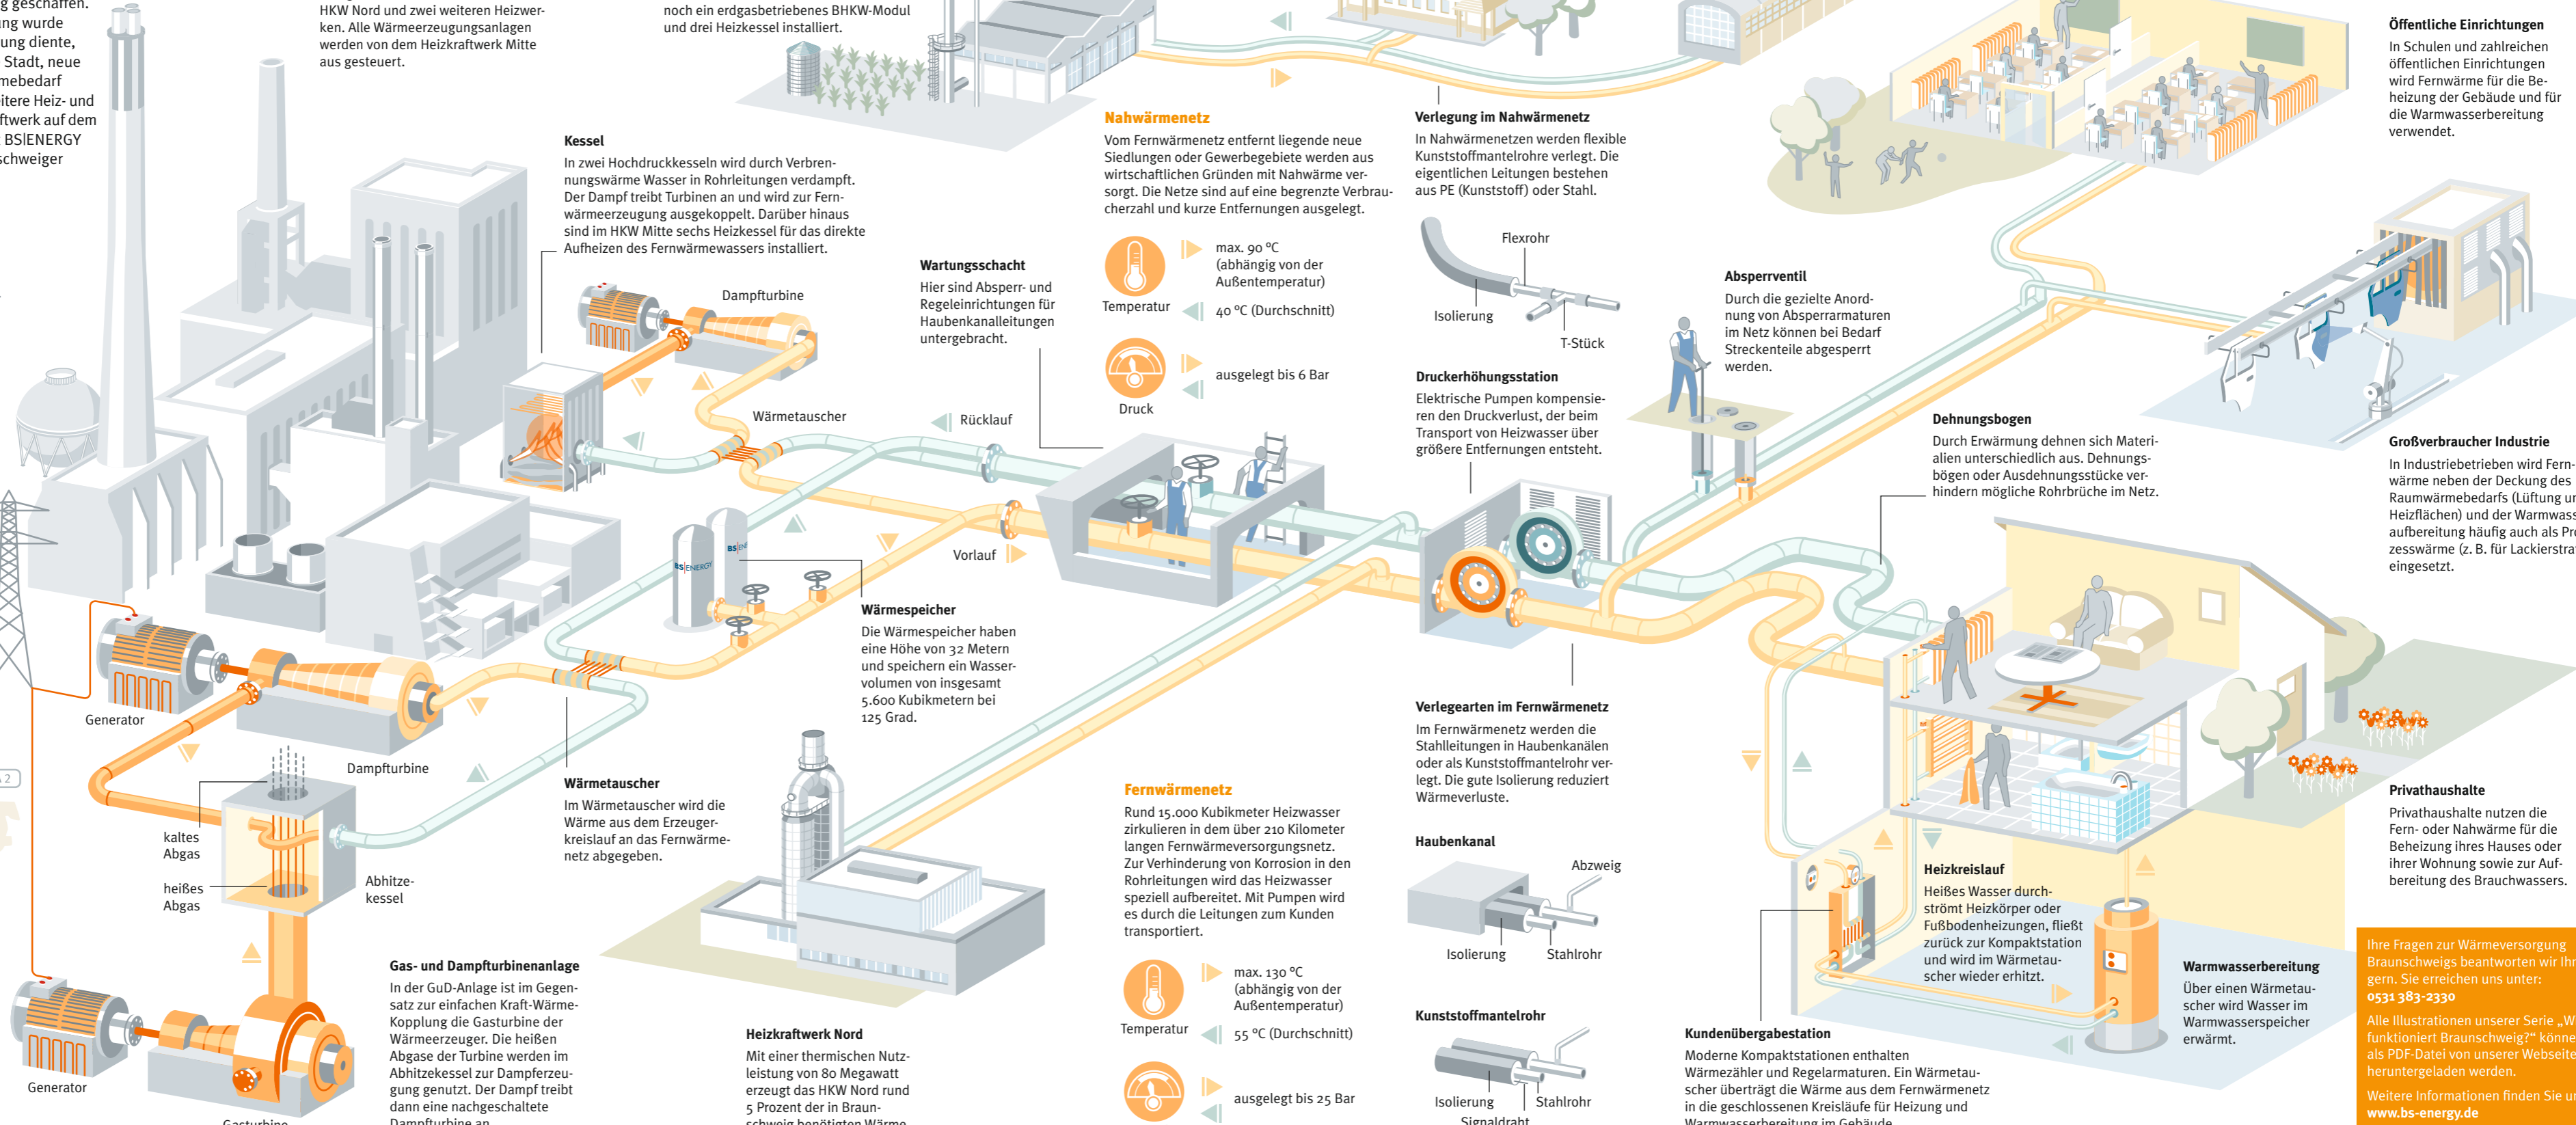 geschaffen.
wurde
diente,
Stadt, neue
Heiz- und
auf dem
BS|ENERGY
HKW Nord und zwei weiteren Heizwer-
ken. Alle Wärmeerzeugungsanlagen
werden von dem Heizkraftwerk Mitte
aus gesteuert.
noch ein erdgasbetriebenes BHKW-Modul
und drei Heizkessel installiert.
Kessel
In zwei Hochdruckkesseln wird durch Verbren-
nungswärme Wasser in Rohrleitungen verdampft.
Der Dampf treibt Turbinen an und wird zur Fern-
wärmeerzeugung ausgekoppelt. Darüber hinaus
sind im HKW Mitte sechs Heizkessel für das direkte
Aufheizen des Fernwärmewassers installiert.
Dampfturbine
Wärmetauscher
Rücklauf
Vorlauf
Wartungsschacht
Hier sind Absperr- und
Regeleinrichtungen für
Haubenkanalleitungen
untergebracht.
Nahwärmenetz
Vom Fernwärmenetz entfernt liegende neue
Siedlungen oder Gewerbegebiete werden aus
wirtschaftlichen Gründen mit Nahwärme ver-
sorgt. Die Netze sind auf eine begrenzte Verbrau-
cherzahl und kurze Entfernungen ausgelegt.
Temperatur
max. 90 °C
(abhängig von der
Außentemperatur)
40 °C (Durchschnitt)
Druck
ausgelegt bis 6 Bar
Verlegung im Nahwärmenetz
In Nahwärmenetzen werden flexible
Kunststoffmantelrohre verlegt. Die
eigentlichen Leitungen bestehen
aus PE (Kunststoff) oder Stahl.
Flexrohr
Isolierung
T-Stück
Druckerhöhungsstation
Elektrische Pumpen kompensie-
ren den Druckverlust, der beim
Transport von Heizwasser über
größere Entfernungen entsteht.
Absperrventil
Durch die gezielte Anord-
nung von Absperrarmaturen
im Netz können bei Bedarf
Streckenteile abgesperrt
werden.
Dehnungsbogen
Durch Erwärmung dehnen sich Materi-
alien unterschiedlich aus. Dehnungs-
bögen oder Ausdehnungsstücke ver-
hindern mögliche Rohrbrüche im Netz.
Öffentliche Einrichtungen
In Schulen und zahlreichen
öffentlichen Einrichtungen
wird Fernwärme für die Be-
heizung der Gebäude und für
die Warmwasserbereitung
verwendet.
Großverbraucher Industrie
In Industriebetrieben wird Fern-
wärme neben der Deckung des
Raumwärmebedarfs (Lüftung
Heizflächen) und der
aufbereitung häufig auch als
zesswärme (z. B. für
eingesetzt.
BS|ENERGY
Wärmespeicher
Die Wärmespeicher haben
eine Höhe von 32 Metern
und speichern ein Wasser-
volumen von insgesamt
5.600 Kubikmetern bei
125 Grad.
Generator
Dampfturbine
kaltes
Abgas
heißes
Abgas
Abhitze-
kessel
Generator
Gasturbine
Wärmetauscher
Im Wärmetauscher wird die
Wärme aus dem Erzeuger-
kreislauf an das Fernwärme-
netz abgegeben.
Gas- und Dampfturbinenanlage
In der GuD-Anlage ist im Gegen-
satz zur einfachen Kraft-Wärme-
Kopplung die Gasturbine der
Wärmeerzeuger. Die heißen
Abgase der Turbine werden im
Abhitzekessel zur Dampferzeu-
gung genutzt. Der Dampf treibt
dann eine nachgeschaltete
Dampfturbine an.
Heizkraftwerk Nord
Mit einer thermischen Nutz-
leistung von 80 Megawatt
erzeugt das HKW Nord rund
5 Prozent der in Braun-
schweig benötigten Wärme
Fernwärmenetz
Rund 15.000 Kubikmeter Heizwasser
zirkulieren in dem über 210 Kilometer
langen Fernwärmeversorgungsnetz.
Zur Verhinderung von Korrosion in den
Rohrleitungen wird das Heizwasser
speziell aufbereitet. Mit Pumpen wird
es durch die Leitungen zum Kunden
transportiert.
Temperatur
max. 130 °C
(abhängig von der
Außentemperatur)
55 °C (Durchschnitt)
ausgelegt bis 25 Bar
Verlegearten im Fernwärmenetz
Im Fernwärmenetz werden die
Stahlleitungen in Haubenkanälen
oder als Kunststoffmantelrohr ver-
legt. Die gute Isolierung reduziert
Wärmeverluste.
Haubenkanal
Abzweig
Isolierung
Stahlrohr
Kunststoffmantelrohr
Isolierung
Stahlrohr
Signaldraht
Kundenübergabestation
Moderne Kompaktstationen enthalten
Wärmezähler und Regelarmaturen. Ein Wärmetau-
scher überträgt die Wärme aus dem Fernwärmenetz
in die geschlossenen Kreisläufe für Heizung und
Warmwasserbereitung im Gebäude.
Heizkreislauf
Heißes Wasser durch-
strömt Heizkörper oder
Fußbodenheizungen, fließt
zurück zur Kompaktstation
und wird im Wärmetau-
scher wieder erhitzt.
Warmwasserbereitung
Über einen Wärmetau-
scher wird Wasser im
Warmwasserspeicher
erwärmt.
Privathaushalte
Privathaushalte nutzen die
Fern- oder Nahwärme für die
Beheizung ihres Hauses oder
ihrer Wohnung sowie zur Auf-
bereitung des Brauchwassers.
Ihre Fragen zur Wärmeversorgung
Braunschweigs beantworten wir
gern. Sie erreichen uns unter:
0531 383-2330
Alle Illustrationen unserer Serie
funktioniert Braunschweig?“
als PDF-Datei von unserer Webseite
heruntergeladen werden.
Weitere Informationen finden Sie
www.bs-energy.de